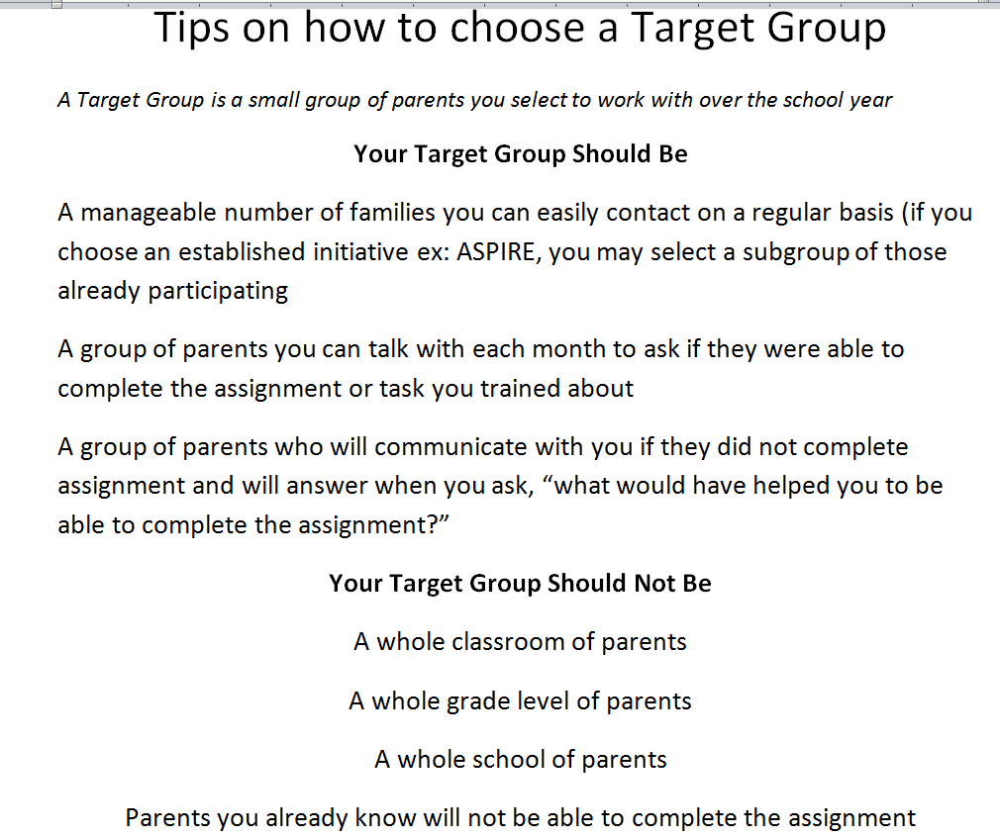 Tips on how to choose a Target Group
A Target Group is a small group of parents you select to work with over the school year
Your Target Group Should Be
A manageable number of families you can easily contact on a regular basis (if you
choose an established initiative ex: ASPIRE, you may select a subgroup of those
already participating
A group of parents you can talk with each month to ask if they were able to
complete the assignment or task you trained about
A group of parents who will communicate with you if they did not complete
assignment and will answer when you ask, “what would have helped you to be
able to complete the assignment?”
Your Target Group Should Not Be
A whole classroom of parents
A whole grade level of parents
A whole school of parents
Parents you already know will not be able to complete the assignment